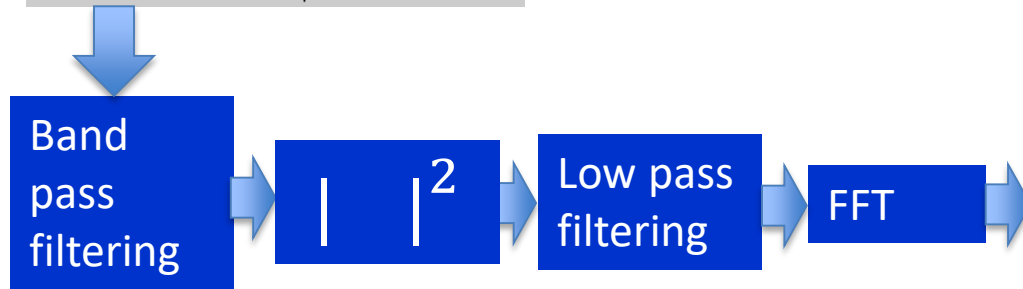 Band
pass
filtering
| |²
Low pass
filtering
FFT